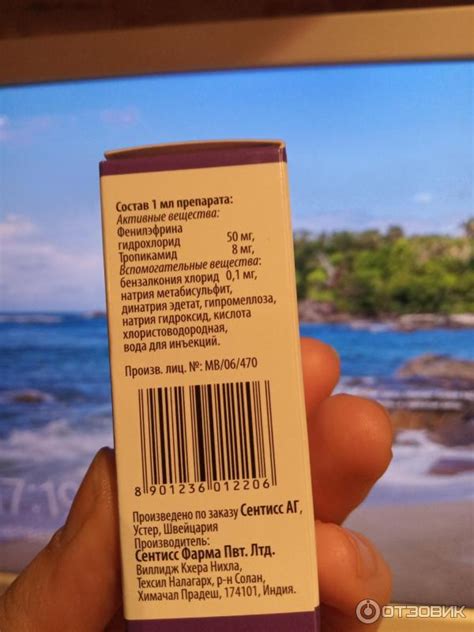 Состав 1 мл препарата:
Активные вещества:
Фенилэфрина
гидрохлорид 50 мг,
Тропикамид 8 мг.
Вспомогательные вещества:
бензалкония хлорид 0,1 мг,
натрия метабисульфит,
динатрия эдетат, гипромеллоза,
натрия гидроксид, кислота
хлористоводородная,
вода для инъекций.
Произв. лиц. №: МВ/06/470
8 901236 012206
Произведено по заказу Сентисс АГ,
Устер, Швейцария
Производитель:
Сентисс Фарма Пвт. Лтд.
Виллидж Кхера Нихла,
Техсил Налагарх, р-н Солан,
Химачал Прадеш, 174101, Индия.
ОТЗОВИК